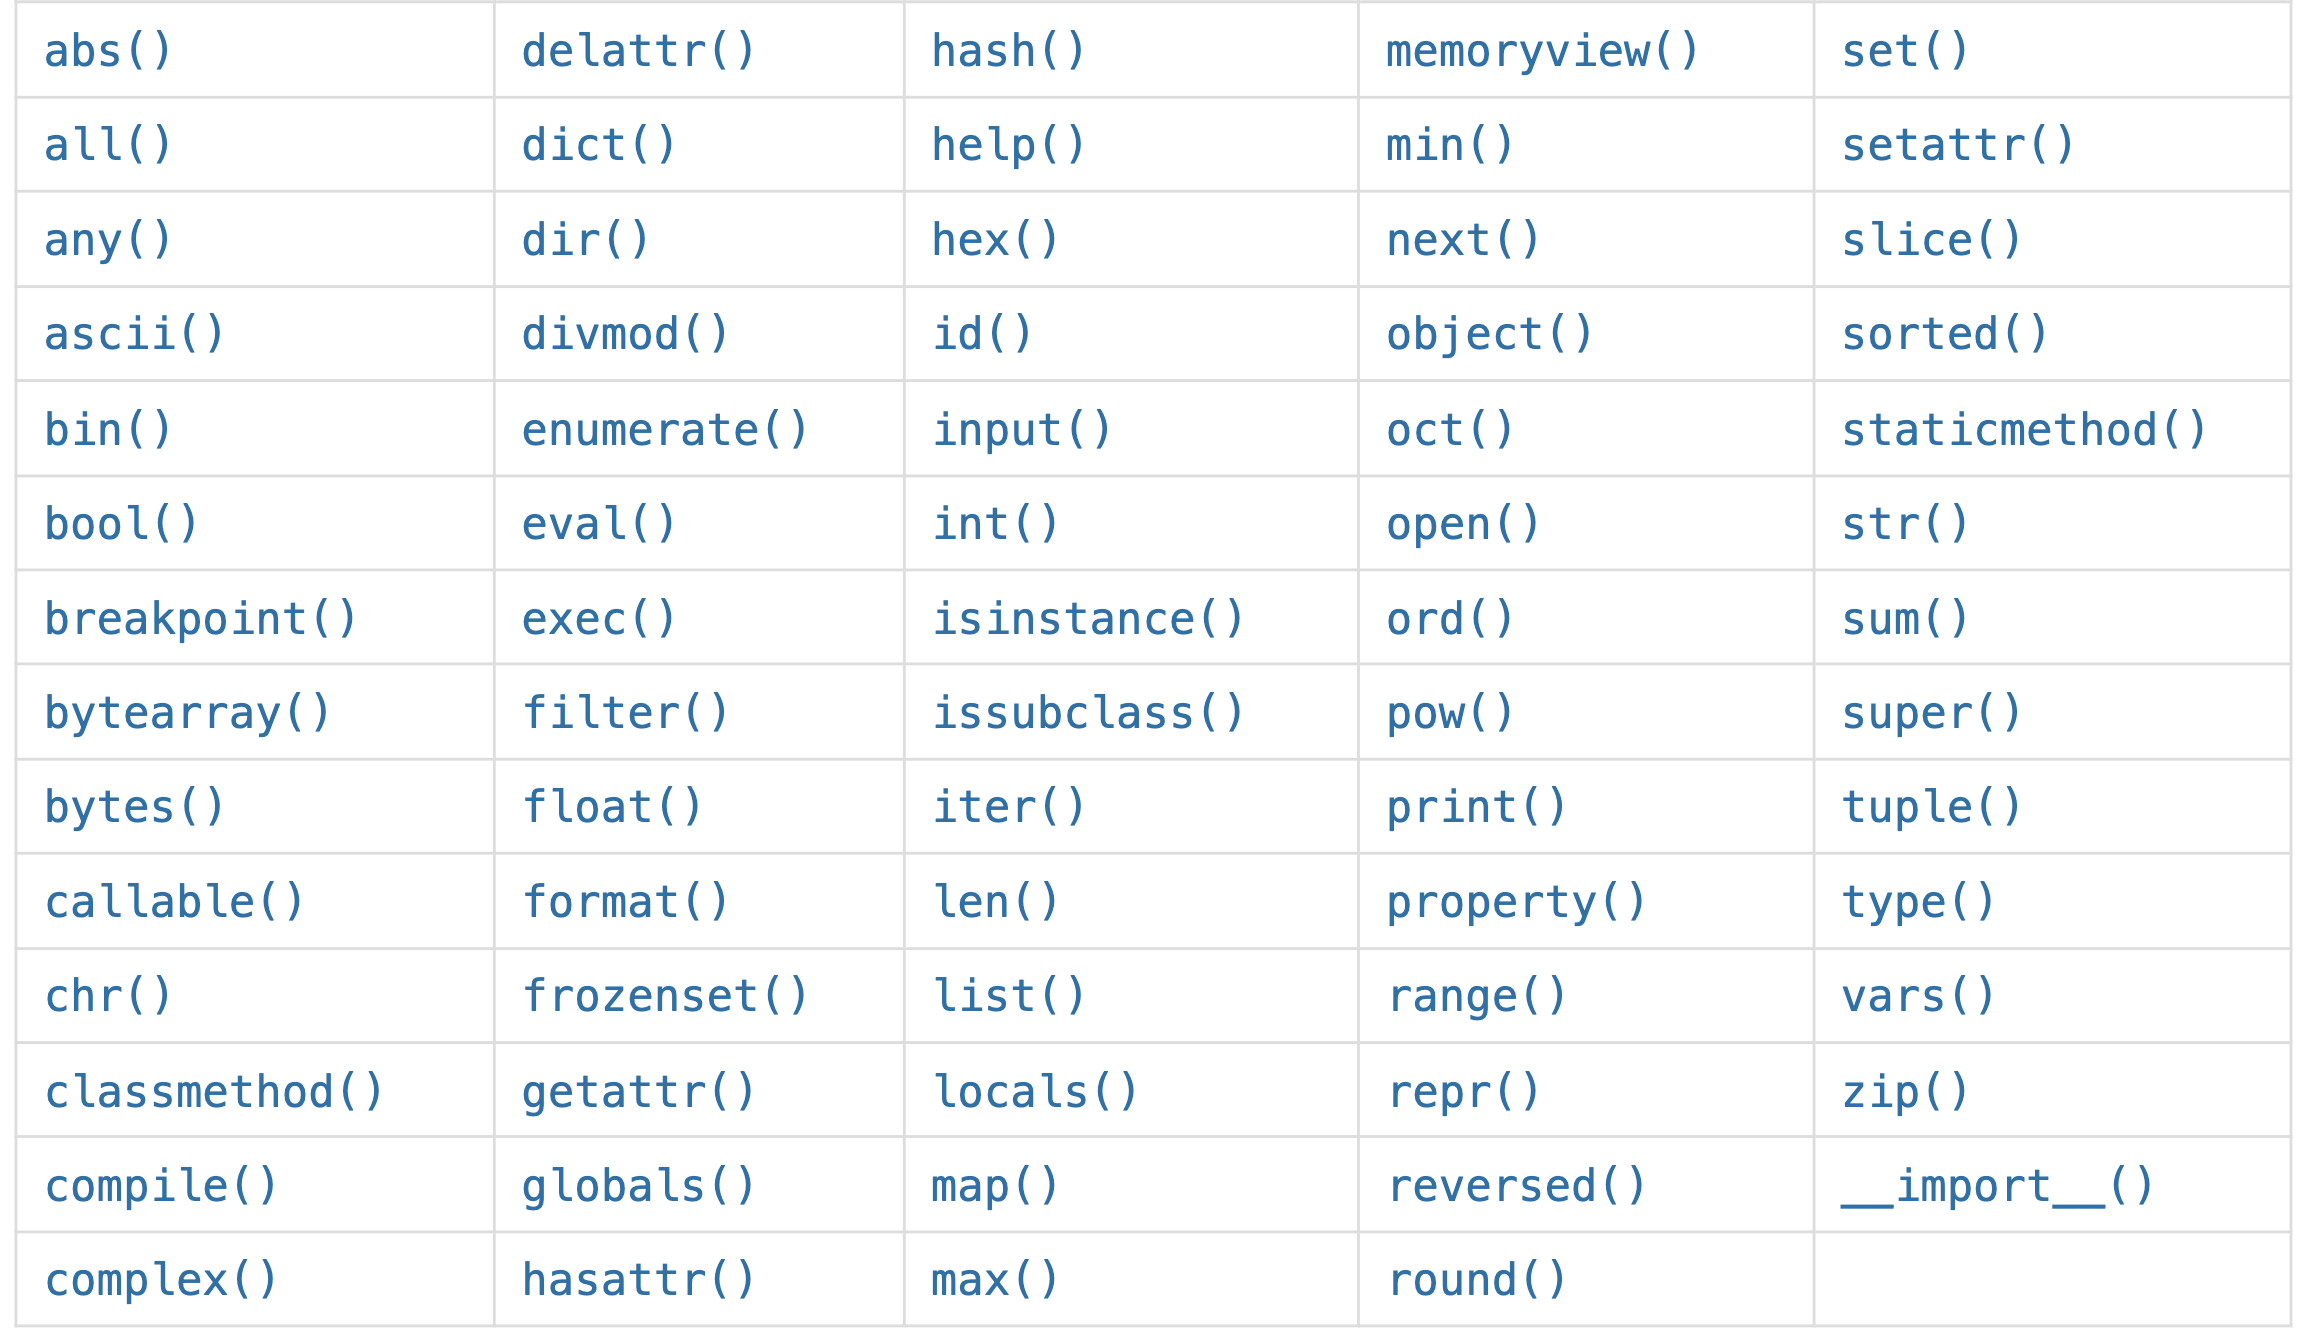 abs() delattr() hash() memoryview() set()
all() dict() help() min() setattr()
any() dir() hex() next() slice()
ascii() divmod() id() object() sorted()
bin() enumerate() input() oct() staticmethod()
bool() eval() int() open() str()
breakpoint() exec() isinstance() ord() sum()
bytearray() filter() issubclass() pow() super()
bytes() float() iter() print() tuple()
callable() format() len() property() type()
chr() frozenset() list() range() vars()
classmethod() getattr() locals() repr() zip()
compile() globals() map() reversed() __import__()
complex() hasattr() max() round()